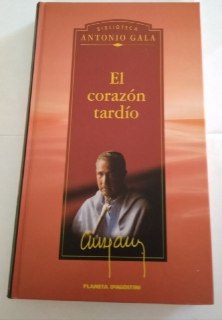 BIBLIOTECA
ANTONIO GALA
El
corazón
tardío
PLANETA DEAGOSTINI